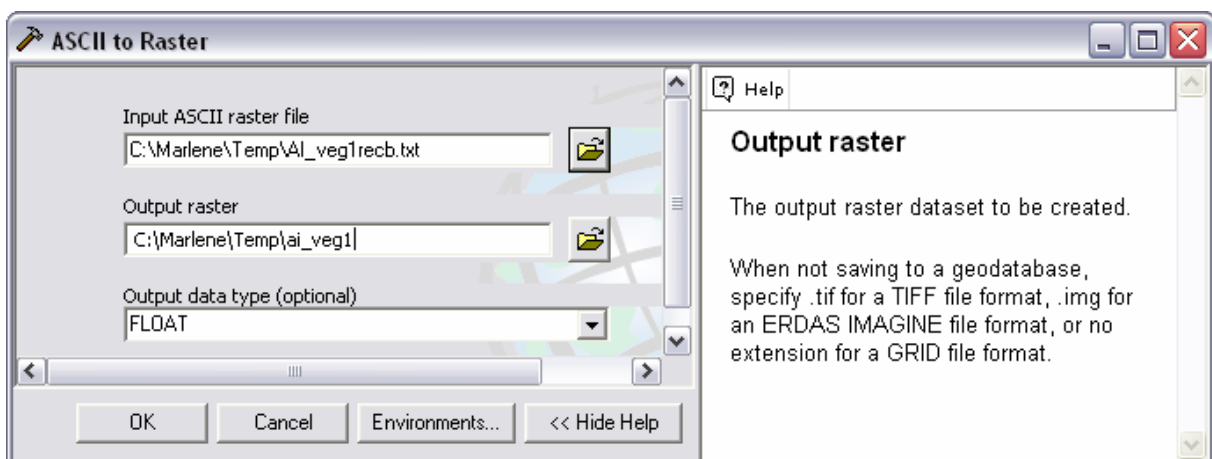 ASCII to Raster
Input ASCII raster file
C:\Marlene\Temp\AI_veg1recb.txt
Output raster
C:\Marlene\Temp\ai_veg1
Output data type (optional)
FLOAT
OK
Cancel
Environments...
<< Hide Help
Help
Output raster
The output raster dataset to be created.
When not saving to a geodatabase,
specify .tif for a TIFF file format, .img for
an ERDAS IMAGINE file format, or no
extension for a GRID file format.